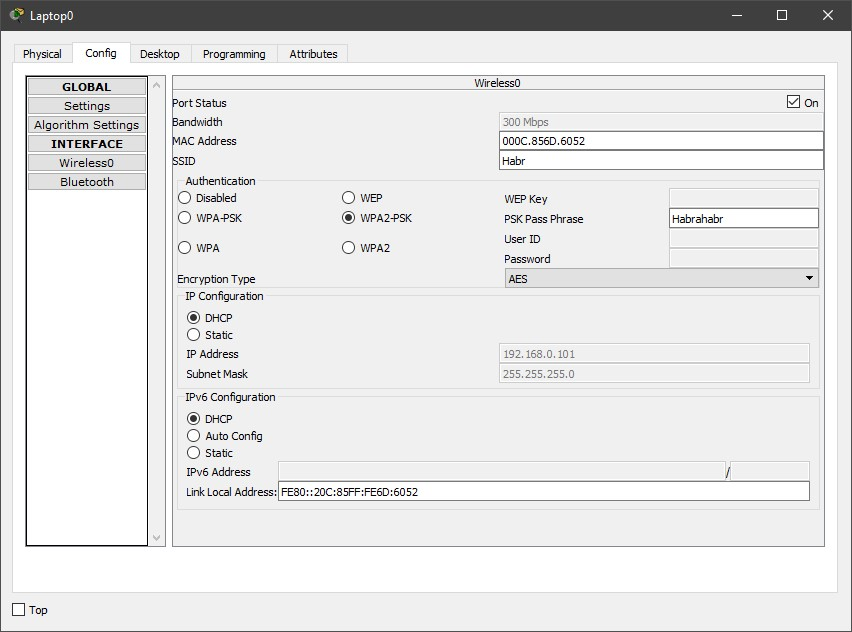 Laptop0
Physical Config Desktop Programming Attributes
GLOBAL
Settings
Algorithm Settings
INTERFACE
Wireless0
Bluetooth
Wireless0
Port Status On
Bandwidth 300 Mbps
MAC Address 000C.856D.6052
SSID Habr
Authentication
Disabled WEP WEP Key
WPA-PSK WPA2-PSK PSK Pass Phrase Habrahabr
User ID
WPA WPA2
Password
Encryption Type AES
IP Configuration
DHCP
Static
IP Address 192.168.0.101
Subnet Mask 255.255.255.0
IPv6 Configuration
DHCP
Auto Config
Static
IPv6 Address /
Link Local Address: FE80::20C:85FF:FE6D:6052
Top